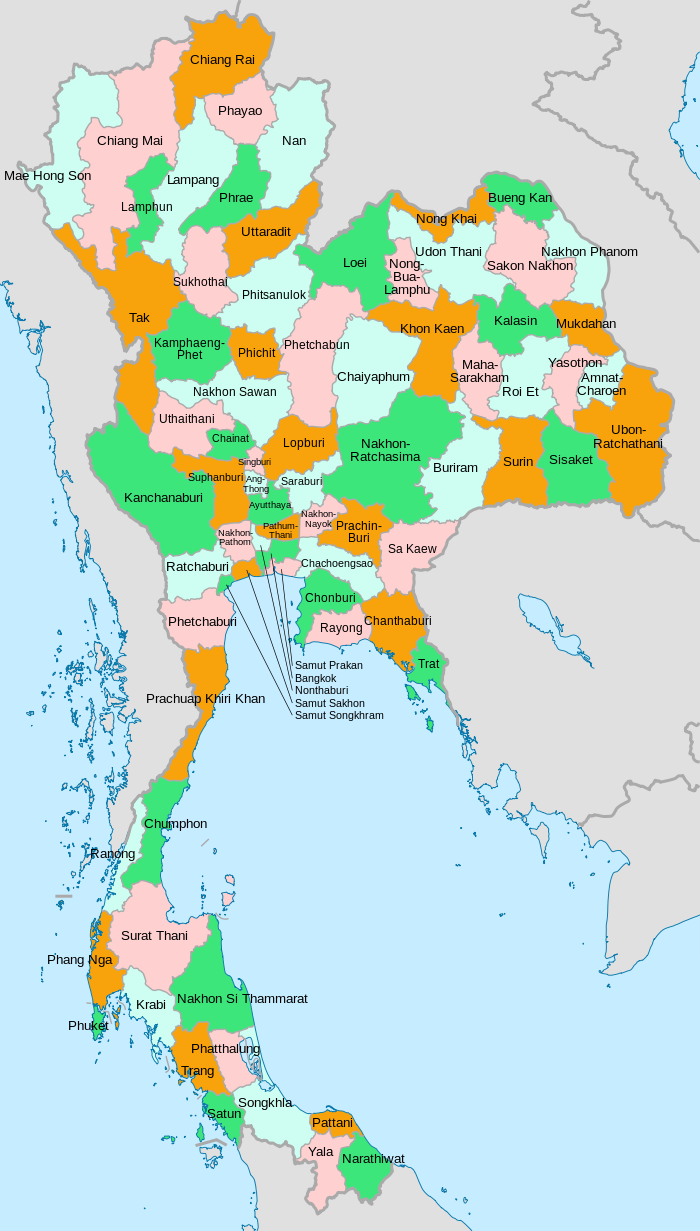 Chiang Rai
Phayao
Nan
Chiang Mai
Mae Hong Son
Lampang
Phrae
Lamphun
Uttaradit
Bueng Kan
Nong Khai
Loei
Nong-
Bua-
Lamphu
Udon Thani
Nakhon Phanom
Sakon Nakhon
Sukhothai
Phitsanulok
Tak
Kamphaeng-
Phet
Phichit
Phetchabun
Khon Kaen
Kalasin
Mukdahan
Chaiyaphum
Maha-
Sarakham
Roi Et
Yasothon
Amnat-
Charoen
Nakhon Sawan
Uthaithani
Chainat
Lopburi
Nakhon-
Ratchasima
Ubon-
Ratchathani
Buriram
Surin
Sisaket
Singburi
Suphanburi
Ang-
Thong
Saraburi
Kanchanaburi
Ayutthaya
Nakhon-
Nayok
Pathum-
Thani
Prachin-
Buri
Nakhon-
Pathom
Sa Kaew
Ratchaburi
Chachoengsao
Chonburi
Phetchaburi
Rayong
Chanthaburi
Trat
Samut Prakan
Bangkok
Nonthaburi
Samut Sakhon
Samut Songkhram
Prachuap Khiri Khan
Chumphon
Ranong
Surat Thani
Phang Nga
Krabi
Nakhon Si Thammarat
Phuket
Phatthalung
Trang
Songkhla
Satun
Pattani
Yala
Narathiwat